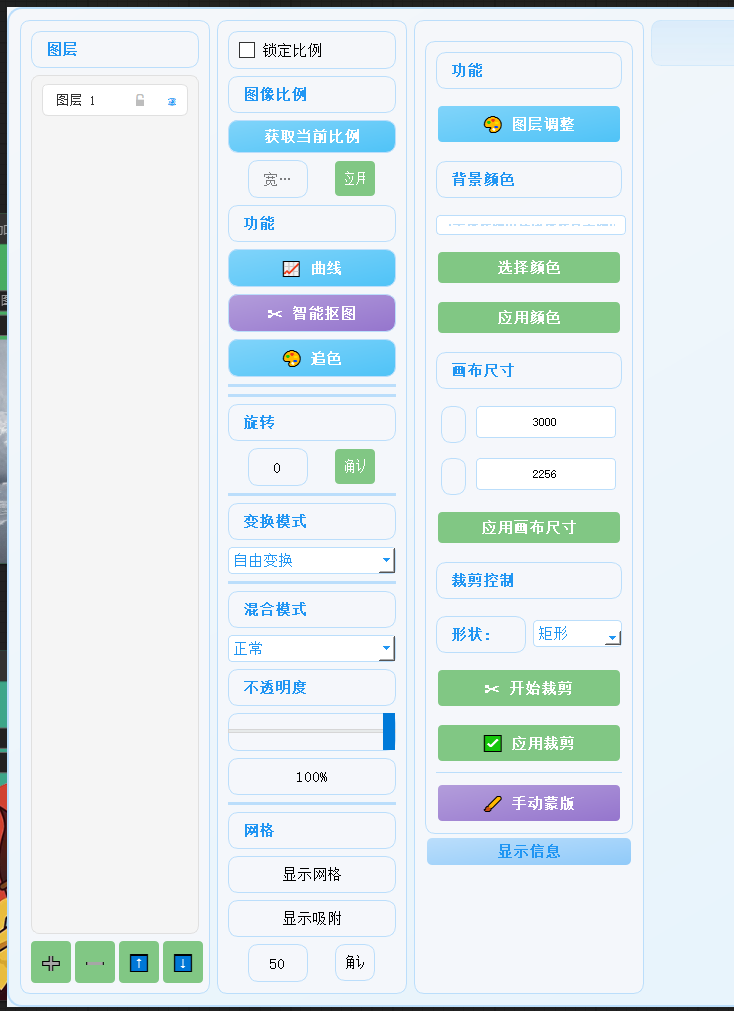 图层
图层 1
锁定比例
图像比例
获取当前比例
宽…
应用
功能
曲线
智能抠图
追色
旋转
0
确认
变换模式
自由变换
混合模式
正常
不透明度
100%
网格
显示网格
显示吸附
50
确认
功能
图层调整
背景颜色
选择颜色
应用颜色
画布尺寸
3000
2256
应用画布尺寸
裁剪控制
形状:
矩形
开始裁剪
应用裁剪
手动蒙版
显示信息